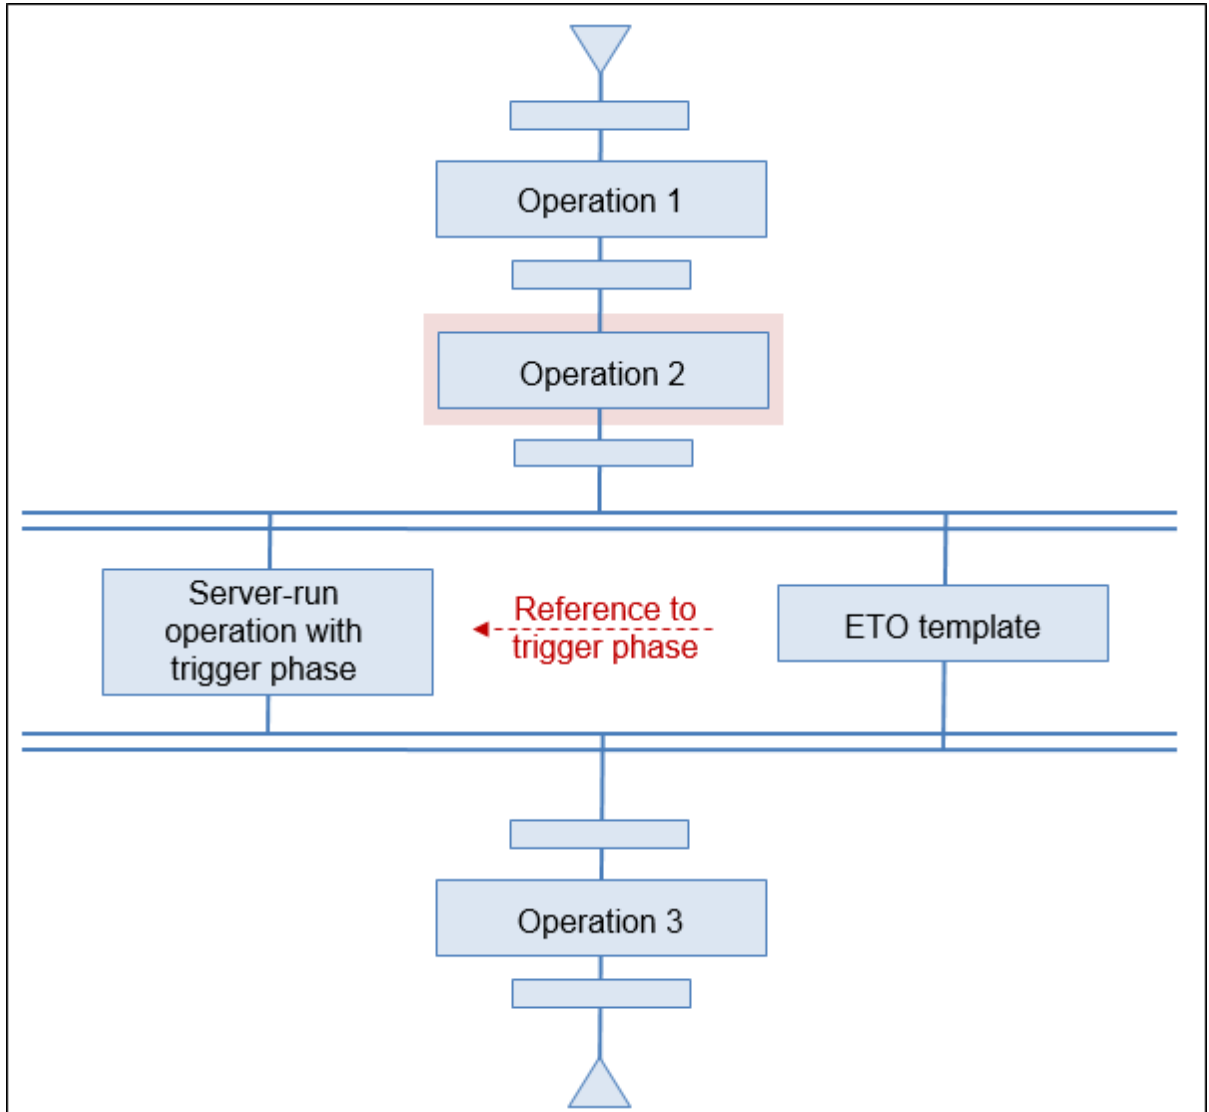 Operation 1
Operation 2
Server-run
operation with
trigger phase
Reference to
trigger phase
ETO template
Operation 3